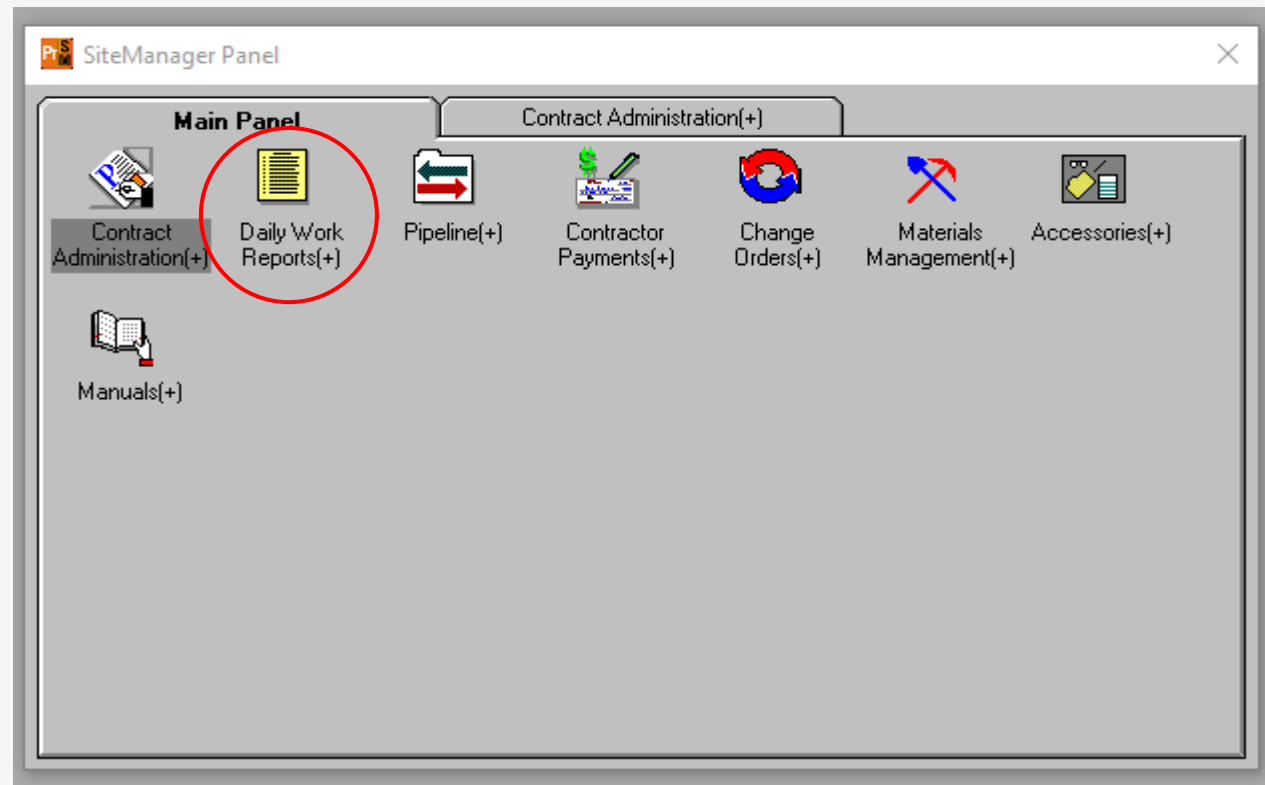 SiteManager Panel
Main Panel
Contract Administration(+)
Contract
Administration(+)
Daily Work
Reports(+)
Pipeline(+)
Contractor
Payments(+)
Change
Orders(+)
Materials
Management(+)
Accessories(+)
Manuals(+)